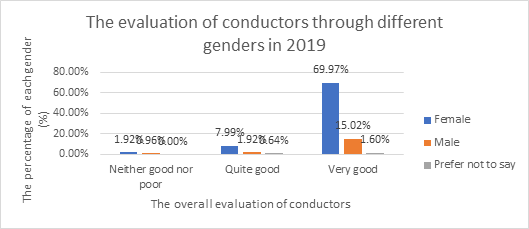 The evaluation of conductors through different
genders in 2019
The percentage of each gender
(%)
80.00%
60.00%
40.00%
20.00%
0.00%
1.92%
0.96%
0.00%
7.99%
1.92%
0.64%
69.97%
15.02%
1.60%
Neither good nor
poor
Quite good
Very good
The overall evaluation of conductors
Female
Male
Prefer not to say